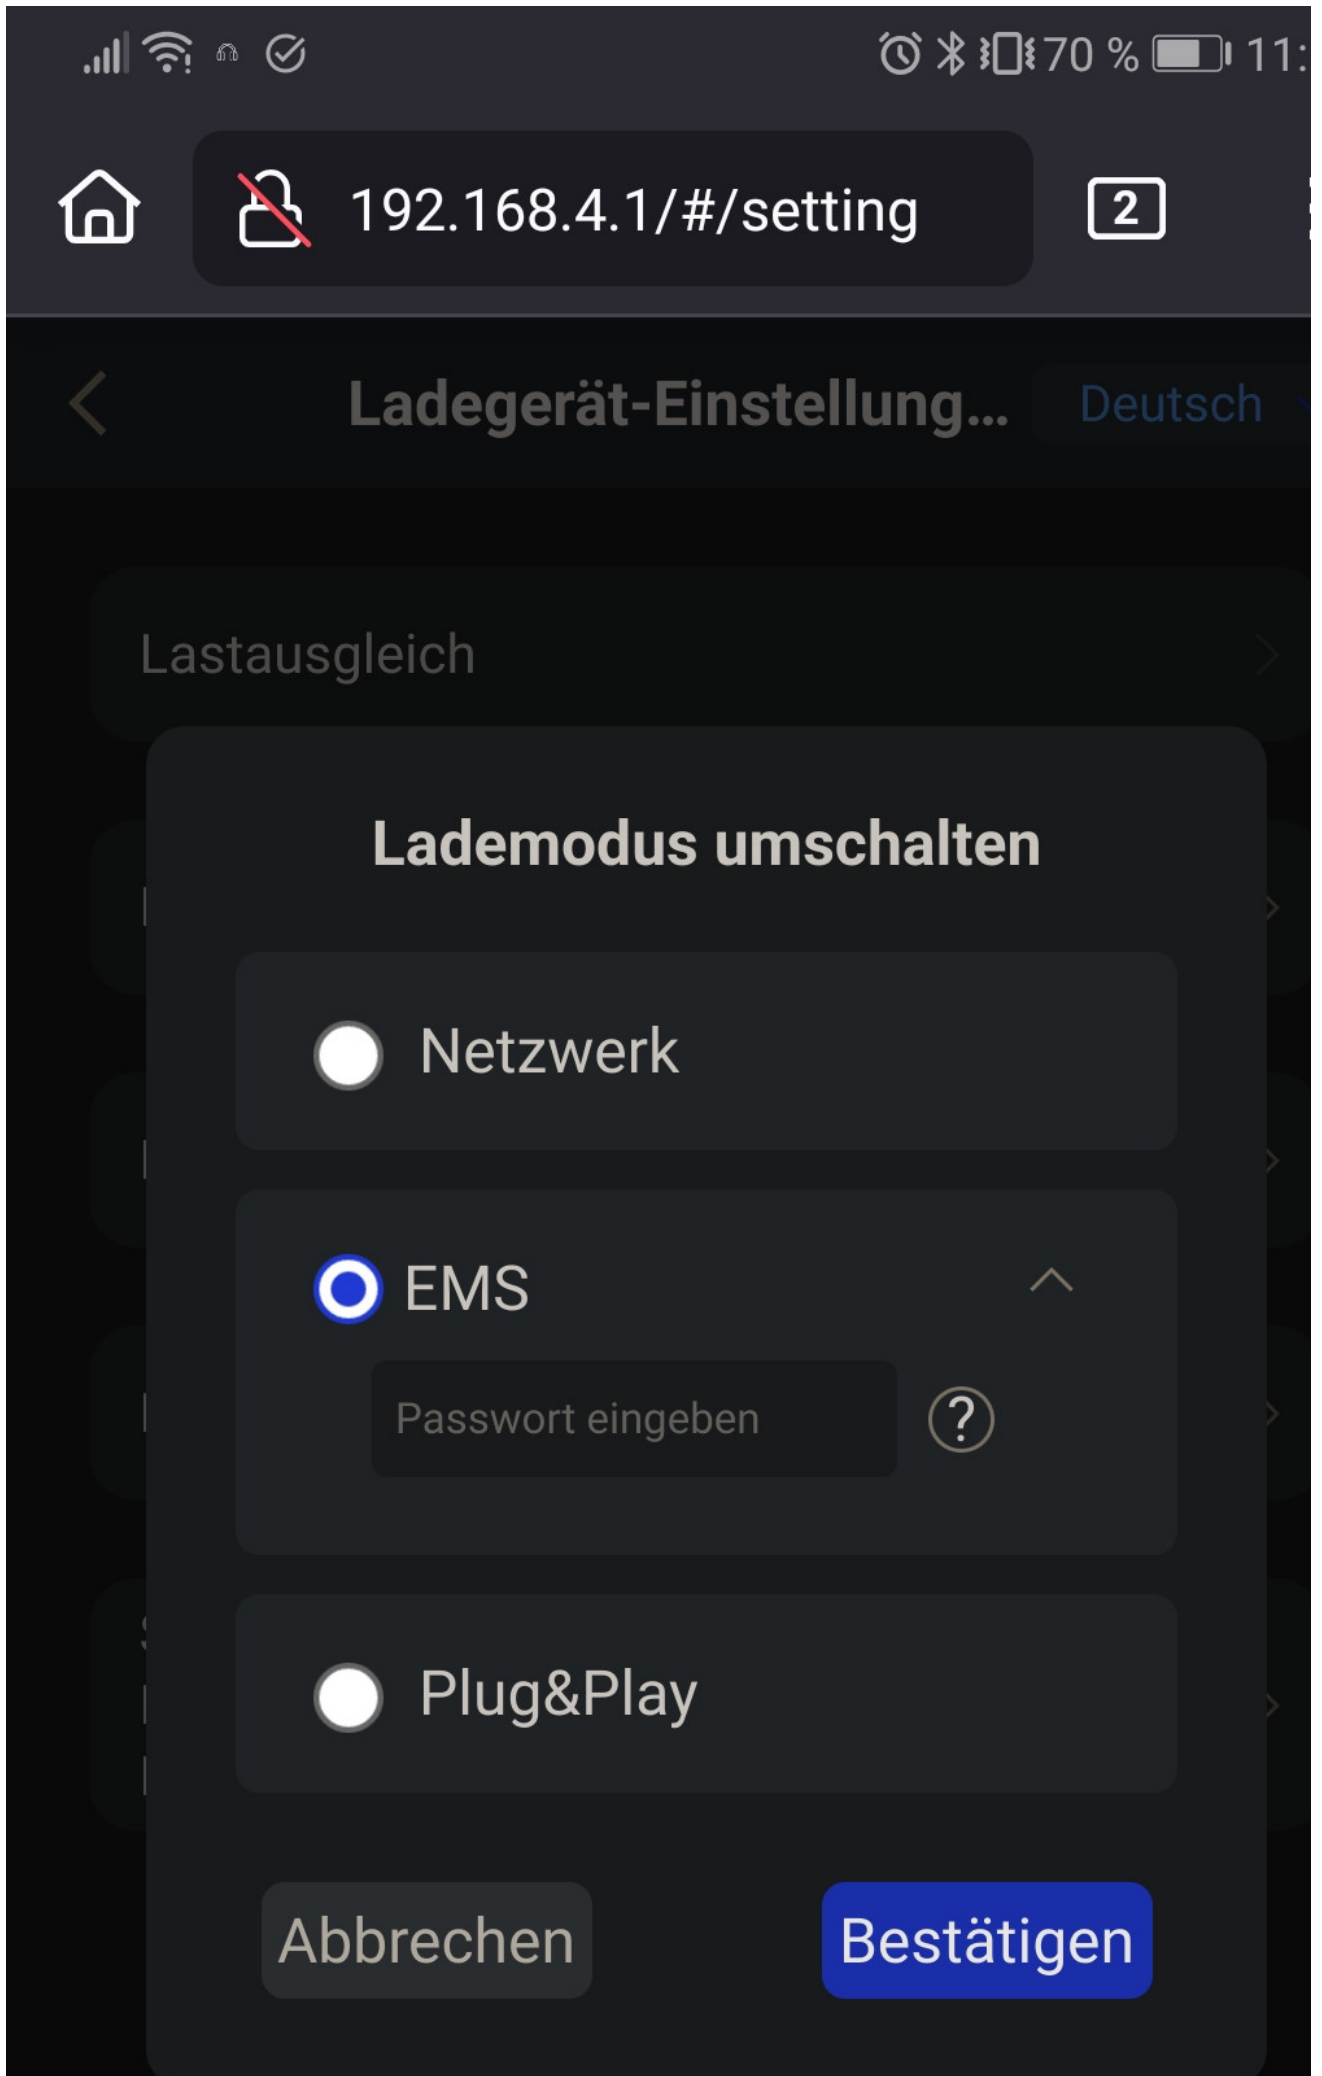 70 % 11:
192.168.4.1/#/setting 2
Ladegerät-Einstellung... Deutsch
Lastausgleich
Lademodus umschalten
Netzwerk
EMS
Passwort eingeben ?
Plug&Play
Abbrechen Bestätigen